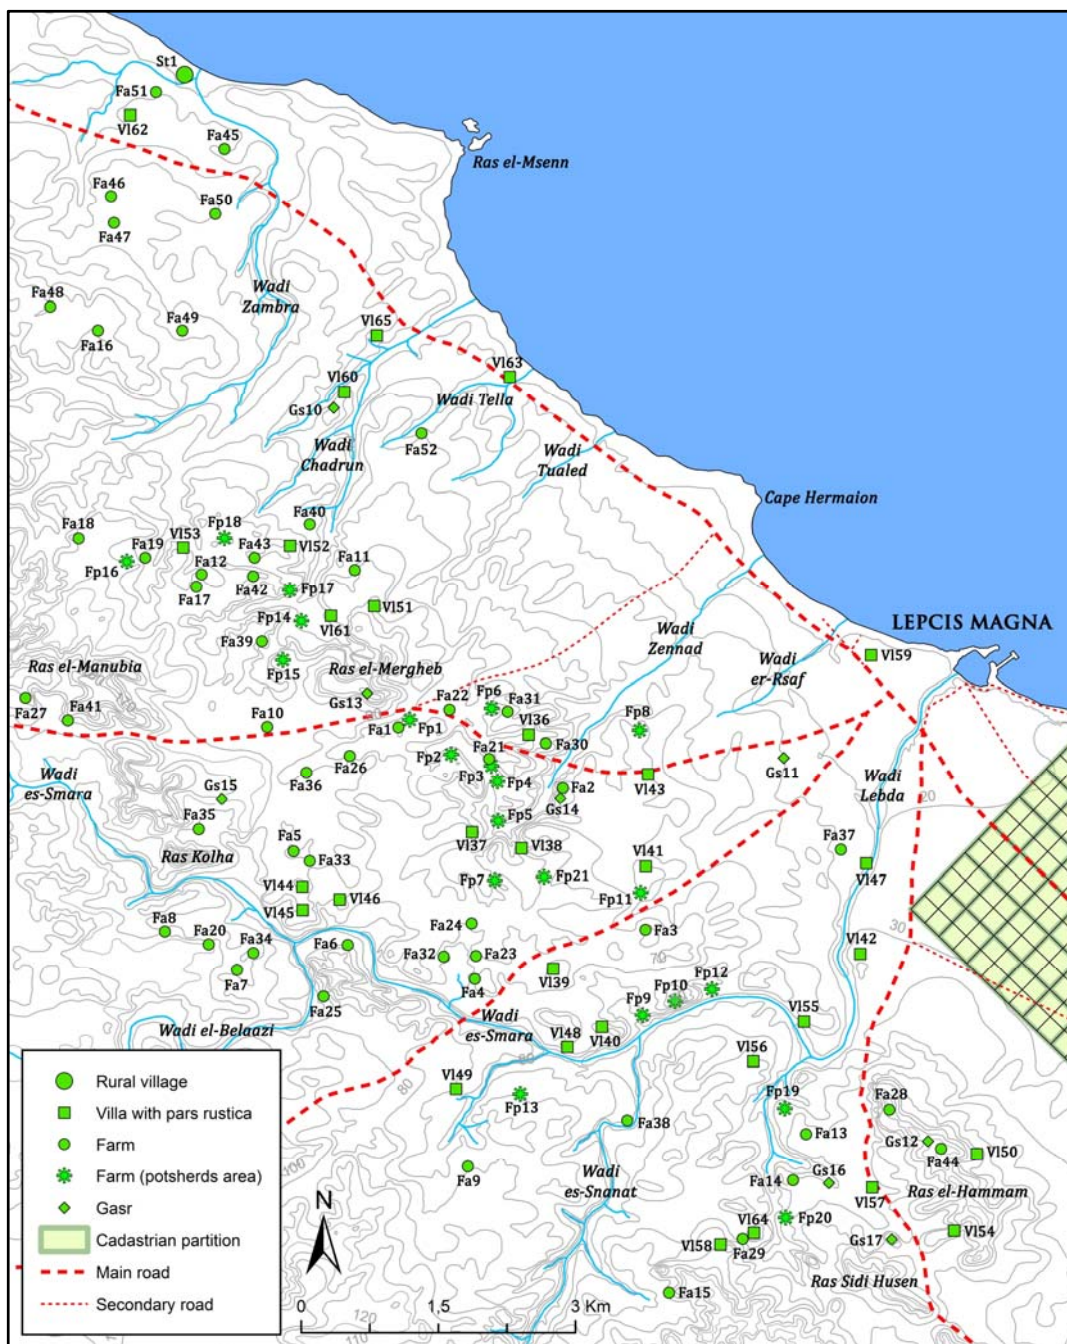 St1
Fa51
Vl62
Fa45
Ras el-Msenn
Fa46
Fa50
Fa47
Wadi
Zambra
Fa48
Fa16
Fa49
Vl65
Vl63
Vl60
Gs10
Wadi Tella
Wadi
Chadrun
Fa52
Wadi
Tualed
Cape Hermaion
Fa18
Vl53
Fp18
Fa40
Fa19
Fa43
Vl52
Fp16
Fa12
Fa11
Fa17
Fa42
Fp17
Fp14
Vl51
Vl61
Fa39
Fp15
Wadi
Zennad
Wadi
er-Rsaf
LEPCIS MAGNA
Vl59
Ras el-Manubia
Ras el-Mergheb
Fa27
Fa41
Gs13
Fa22
Fp6
Fa31
Fa10
Fa1
Fp1
Vl36
Fp8
Fa30
Fp2
Fa21
Fa26
Fp3
Fp4
Fa36
Fa2
Gs14
Vl43
Gs11
Wadi
Lebda
20
Wadi
es-Smara
Gs15
Fa35
Fp5
Vl37
Vl38
Ras Kolha
Fa5
Fa33
Vl41
Fa37
Vl47
Vl44
Vl46
Fp7
Fp21
Fp11
Vl45
Fa8
Fa20
Fa34
Fa6
Fa24
Fa3
30
Fa32
Fa23
Fa7
Fa4
Vl39
70
Vl42
Fp12
Fp10
Fa25
Fp9
Wadi el-Belaazi
Wadi
es-Smara
Vl40
Vl55
Vl48
80
Vl56
Vl49
80
Fp13
Fp19
Fa28
Fa38
Fa13
Gs12
Fa44
Vl50
100
Fa9
Wadi
es-Snanat
Fa14
Gs16
Vl57
Ras el-Hammam
Fp20
Vl64
Vl54
Vl58
Fa29
Gs17
Ras Sidi Husen
Fa15
120
110
Rural village
Villa with pars rustica
Farm
Farm (potsherds area)
Gasr
Cadastrian partition
Main road
Secondary road
N
0 1,5 3 Km